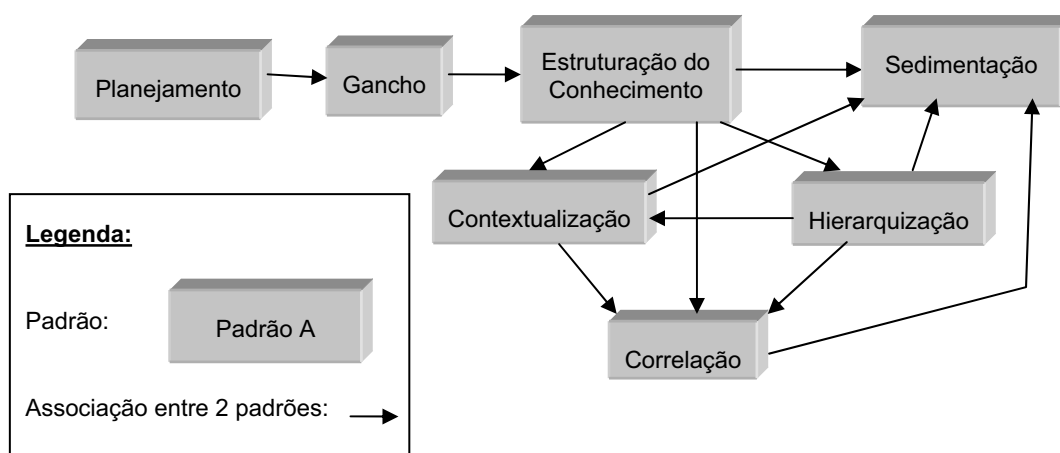 Planejamento
Gancho
Estruturação do
Conhecimento
Sedimentação
Contextualização
Hierarquização
Correlação
Legenda:
Padrão:
Padrão A
Associação entre 2 padrões: